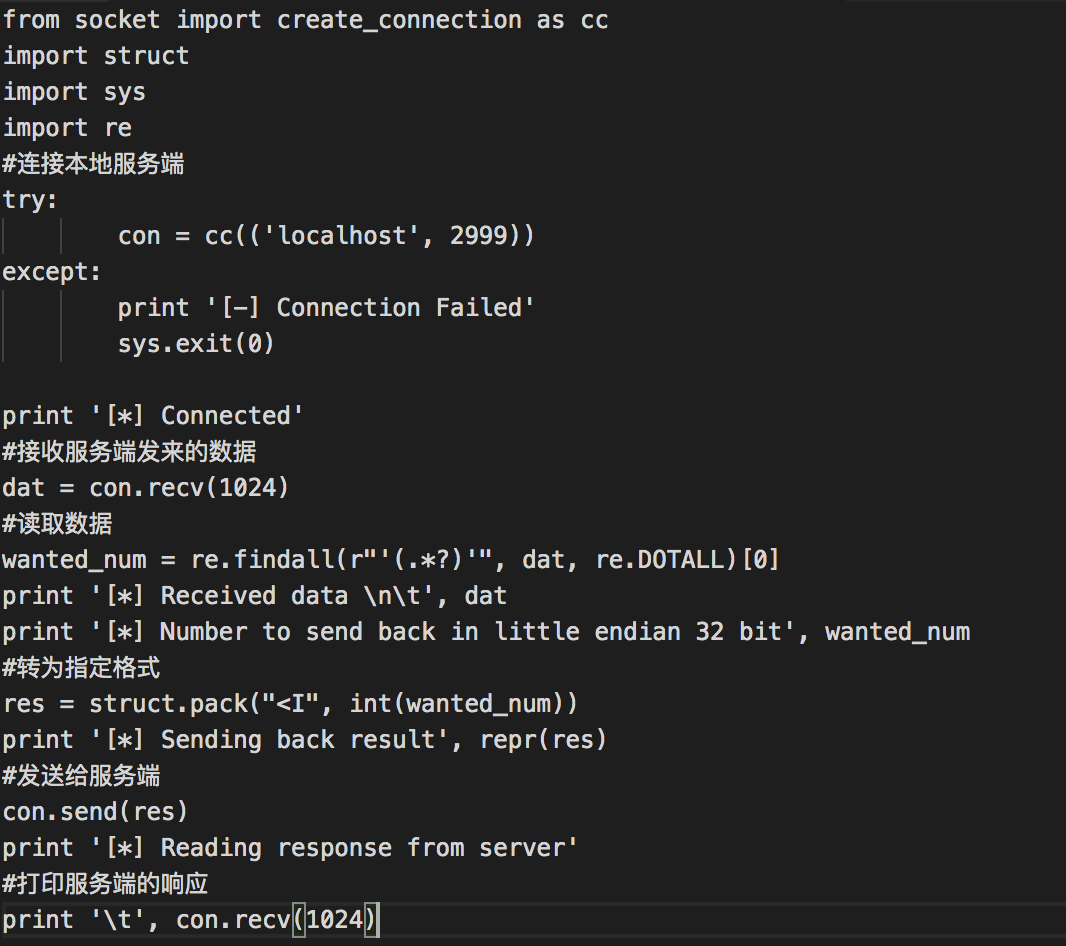 from socket import create_connection as cc
import struct
import sys
import re
#连接本地服务端
try:
        con = cc(('localhost', 2999))
except:
        print '[-] Connection Failed'
        sys.exit(0)

print '[*] Connected'
#接收服务端发来的数据
dat = con.recv(1024)
#读取数据
wanted_num = re.findall(r"'(.*?)'", dat, re.DOTALL)[0]
print '[*] Received data \n\t', dat
print '[*] Number to send back in little endian 32 bit', wanted_num
#转为指定格式
res = struct.pack("<I", int(wanted_num))
print '[*] Sending back result', repr(res)
#发送给服务端
con.send(res)
print '[*] Reading response from server'
#打印服务端的响应
print '\t', con.recv(1024)